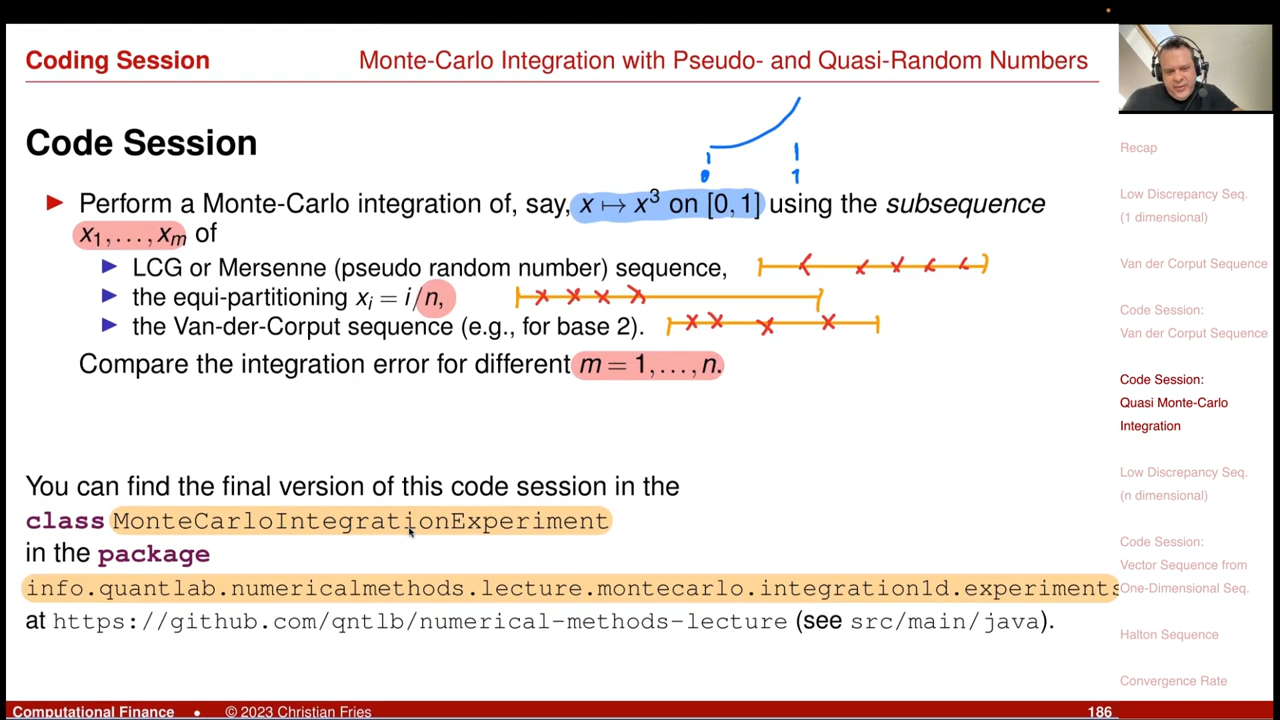 Coding Session
Monte-Carlo Integration with Pseudo- and Quasi-Random Numbers
Code Session
0
1
Perform a Monte-Carlo integration of, say, x ↦ x³ on [0, 1] using the subsequence
x₁, . . . , xₘ of
LCG or Mersenne (pseudo random number) sequence,
the equi-partitioning xᵢ = i/n,
the Van-der-Corput sequence (e.g., for base 2).
Compare the integration error for different m = 1, . . . , n.
You can find the final version of this code session in the
class MonteCarloIntegrationExperiment
in the package
info.quantlab.numericalmethods.lecture.montecarlo.integration1d.experiments
at https://github.com/qntlb/numerical-methods-lecture (see src/main/java).
Recap
Low Discrepancy Seq.
(1 dimensional)
Van der Corput Sequence
Code Session:
Van der Corput Sequence
Code Session:
Quasi Monte-Carlo
Integration
Low Discrepancy Seq.
(n dimensional)
Code Session:
Vector Sequence from
One-Dimensional Seq.
Halton Sequence
Convergence Rate
Computational Finance • © 2023 Christian Fries
186